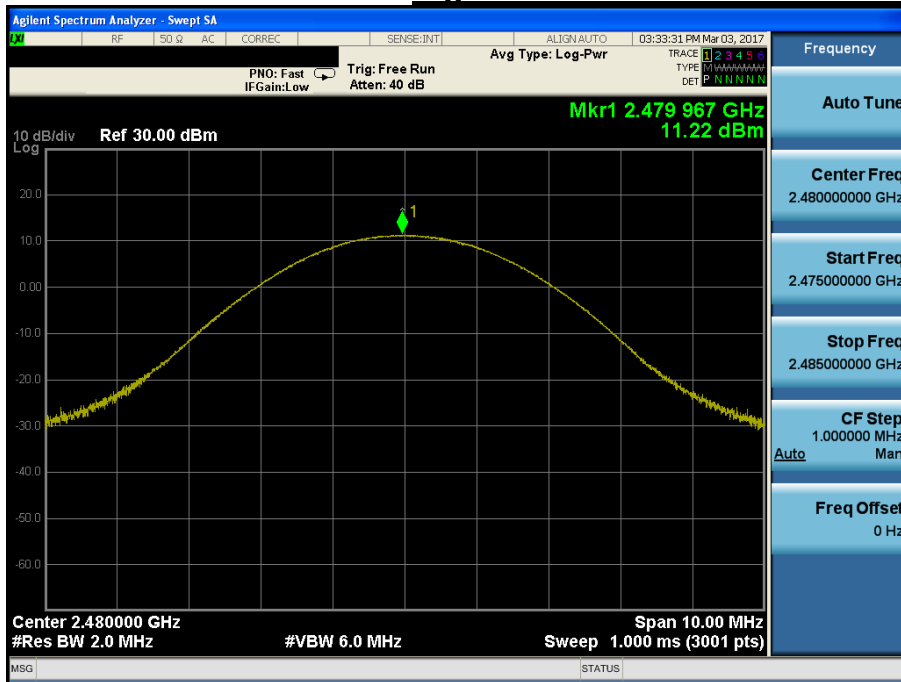 Agilent Spectrum Analyzer - Swept SA
LXI RF 50 Ω AC CORREC SENSE:INT ALIGN AUTO 03:33:31 PM Mar 03, 2017
PNO: Fast
IFGain:Low
Trig: Free Run
Atten: 40 dB
Avg Type: Log-Pwr
TRACE 1 2 3 4 5 6
TYPE M W W W W W
DET P N N N N N
Mkr1 2.479 967 GHz
11.22 dBm
10 dB/div
Log
Ref 30.00 dBm
20.0
10.0
0.00
-10.0
-20.0
-30.0
-40.0
-50.0
-60.0
1
Center 2.480000 GHz
Span 10.00 MHz
#Res BW 2.0 MHz
#VBW 6.0 MHz
Sweep 1.000 ms (3001 pts)
MSG
STATUS
Frequency
Auto Tune
Center Freq
2.480000000 GHz
Start Freq
2.475000000 GHz
Stop Freq
2.485000000 GHz
CF Step
1.000000 MHz
Auto Man
Freq Offset
0 Hz